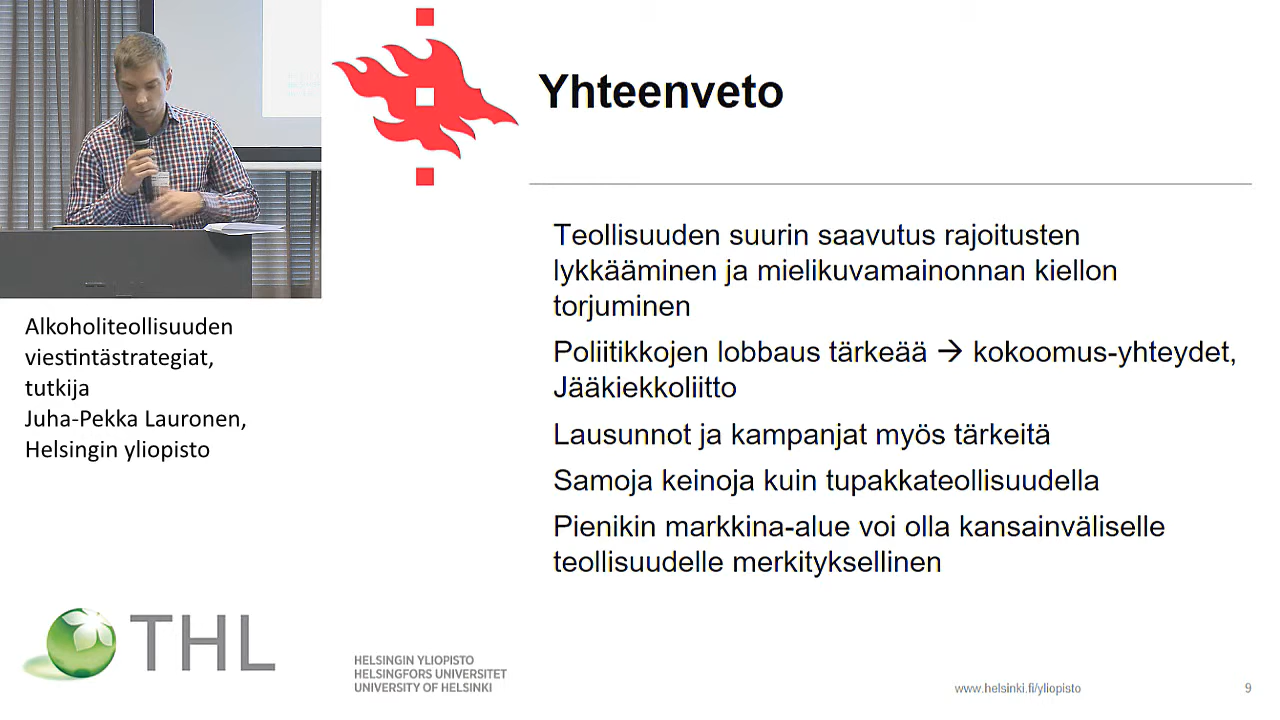 Yhteenveto
Teollisuuden suurin saavutus rajoitusten
lykkääminen ja mielikuvamainonnan kiellon
torjuminen
Poliitikkojen lobbaus tärkeää → kokoomus-yhteydet,
Jääkiekkoliitto
Lausunnot ja kampanjat myös tärkeitä
Samoja keinoja kuin tupakkateollisuudella
Pienikin markkina-alue voi olla kansainväliselle
teollisuudelle merkityksellinen
Alkoholiteollisuuden
viestintästrategiat,
tutkija
Juha-Pekka Lauronen,
Helsingin yliopisto
THL
HELSINGIN YLIOPISTO
HELSINGFORS UNIVERSITET
UNIVERSITY OF HELSINKI
www.helsinki.fi/yliopisto
9